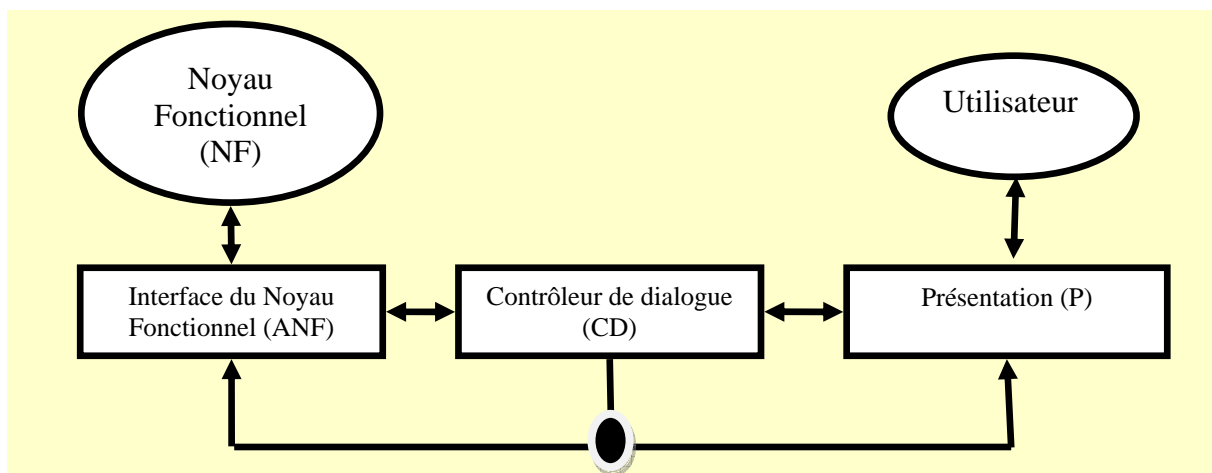 Noyau
Fonctionnel
(NF)
Utilisateur
Interface du Noyau
Fonctionnel (ANF)
Contrôleur de dialogue
(CD)
Présentation (P)